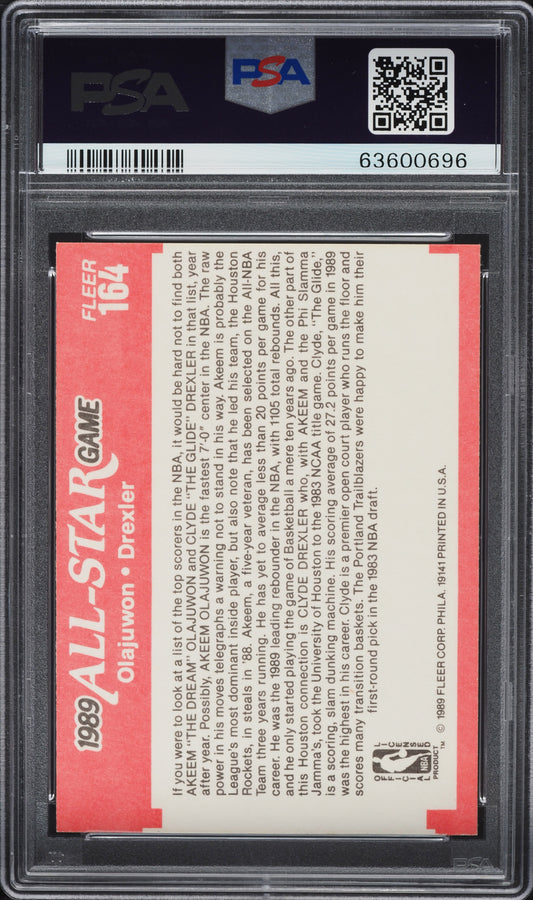 PSA
PSA
63600696
FLEER
164
1989 ALL-STAR GAME
Olajuwon • Drexler
If you were to look at a list of the top scorers in the NBA, it would be hard not to find both
AKEEM "THE DREAM" OLAJUWON and CLYDE "THE GLIDE" DREXLER in that list, year
after year. Possibly, AKEEM OLAJUWON is the fastest 7'-0" center in the NBA. The raw
power in his moves telegraphs a warning not to stand in his way. Akeem is probably the
League's most dominant inside player, but also note that he led his team, the Houston
Rockets, in steals in '88. Akeem, a five-year veteran, has been selected on the All-NBA
Team three years running. He has yet to average less than 20 points per game for his
career. He was the 1989 leading rebounder in the NBA, with 1105 total rebounds. All this,
and he only started playing the game of Basketball a mere ten years ago. The other part of
this Houston connection is CLYDE DREXLER who, with AKEEM and the Phi Slamma
Jamma's, took the University of Houston to the 1983 NCAA title game. Clyde, "The Glide,"
is a scoring, slam dunking machine. His scoring average of 27.2 points per game in 1989
was the highest in his career. Clyde is a premier open court player who runs the floor and
scores many transition baskets. The Portland Trailblazers were happy to make him their
first-round pick in the 1983 NBA draft.
OFFICIAL
LICENSED
NBA
PRODUCT ™
© 1989 FLEER CORP. PHILA. 19141 PRINTED IN U.S.A.
PSA